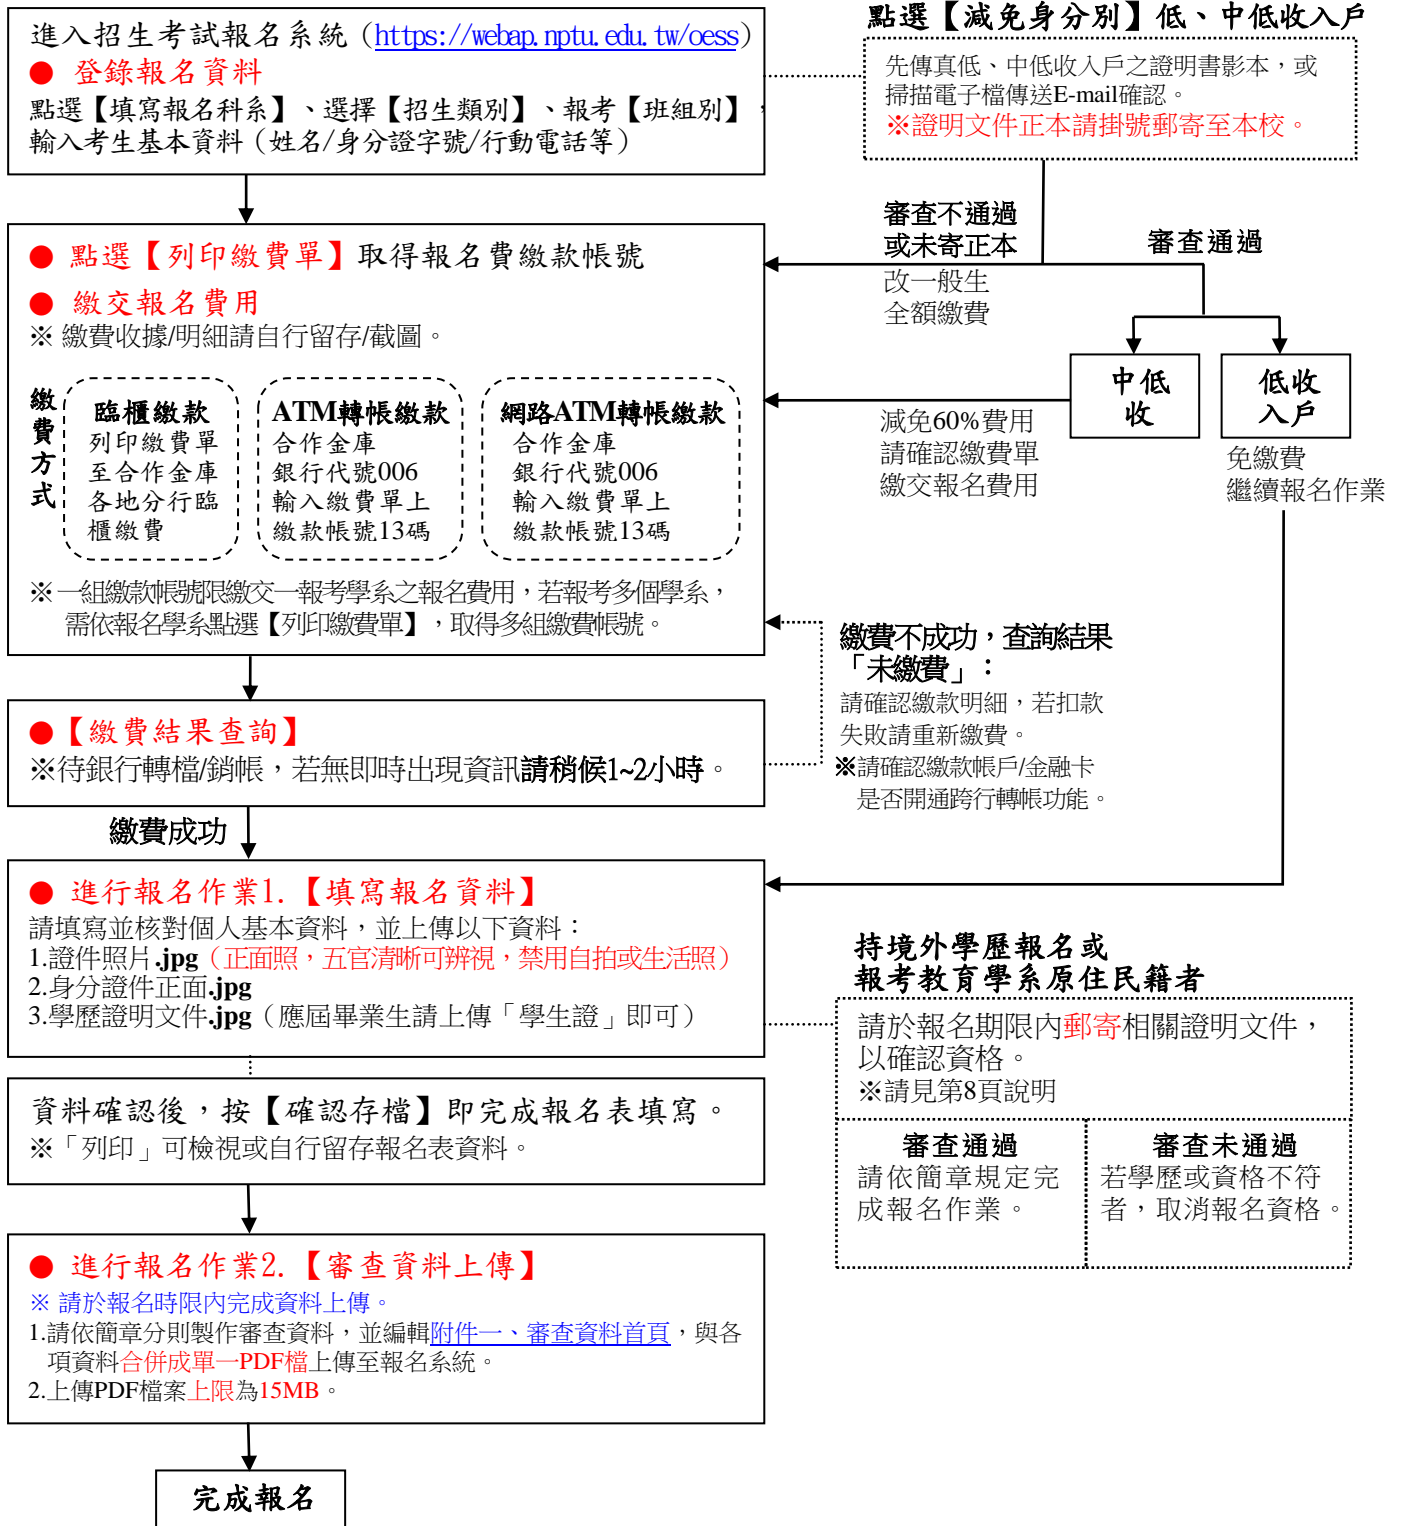 進入招生考試報名系統（https://webap.nptu.edu.tw/oess）
● 登錄報名資料
點選【填寫報名科系】、選擇【招生類別】、報考【班組別】，
輸入考生基本資料（姓名/身分證字號/行動電話等）
點選【減免身分別】低、中低收入戶
先傳真低、中低收入戶之證明書影本，或
掃描電子檔傳送E-mail確認。
※證明文件正本請掛號郵寄至本校。
審查不通過
或未寄正本
改一般生
全額繳費
審查通過
● 點選【列印繳費單】取得報名費繳款帳號
● 繳交報名費用
※ 繳費收據/明細請自行留存/截圖。
繳費方式
臨櫃繳款
列印繳費單
至合作金庫
各地分行臨
櫃繳費
ATM轉帳繳款
合作金庫
銀行代號006
輸入繳費單上
繳款帳號13碼
網路ATM轉帳繳款
合作金庫
銀行代號006
輸入繳費單上
繳款帳號13碼
※一組繳款帳號限繳交一報考學系之報名費用，若報考多個學系，
需依報名學系點選【列印繳費單】，取得多組繳費帳號。
中低
收
減免60%費用
請確認繳費單
繳交報名費用
低收
入戶
免繳費
繼續報名作業
繳費不成功，查詢結果
「未繳費」：
請確認繳款明細，若扣款
失敗請重新繳費。
※請確認繳款帳戶/金融卡
是否開通跨行轉帳功能。
●【繳費結果查詢】
※待銀行轉檔/銷帳，若無即時出現資訊請稍候1~2小時。
繳費成功
● 進行報名作業1.【填寫報名資料】
請填寫並核對個人基本資料，並上傳以下資料：
1.證件照片.jpg（正面照，五官清晰可辨視，禁用自拍或生活照）
2.身分證件正面.jpg
3.學歷證明文件.jpg（應屆畢業生請上傳「學生證」即可）
持境外學歷報名或
報考教育學系原住民籍者
請於報名期限內郵寄相關證明文件，
以確認資格。
※請見第8頁說明
審查通過
請依簡章規定完
成報名作業。
審查未通過
若學歷或資格不符
者，取消報名資格。
資料確認後，按【確認存檔】即完成報名表填寫。
※「列印」可檢視或自行留存報名表資料。
● 進行報名作業2.【審查資料上傳】
※ 請於報名時限內完成資料上傳。
1.請依簡章分則製作審查資料，並編輯附件一、審查資料首頁，與各
項資料合併成單一PDF檔上傳至報名系統。
2.上傳PDF檔案上限為15MB。
完成報名